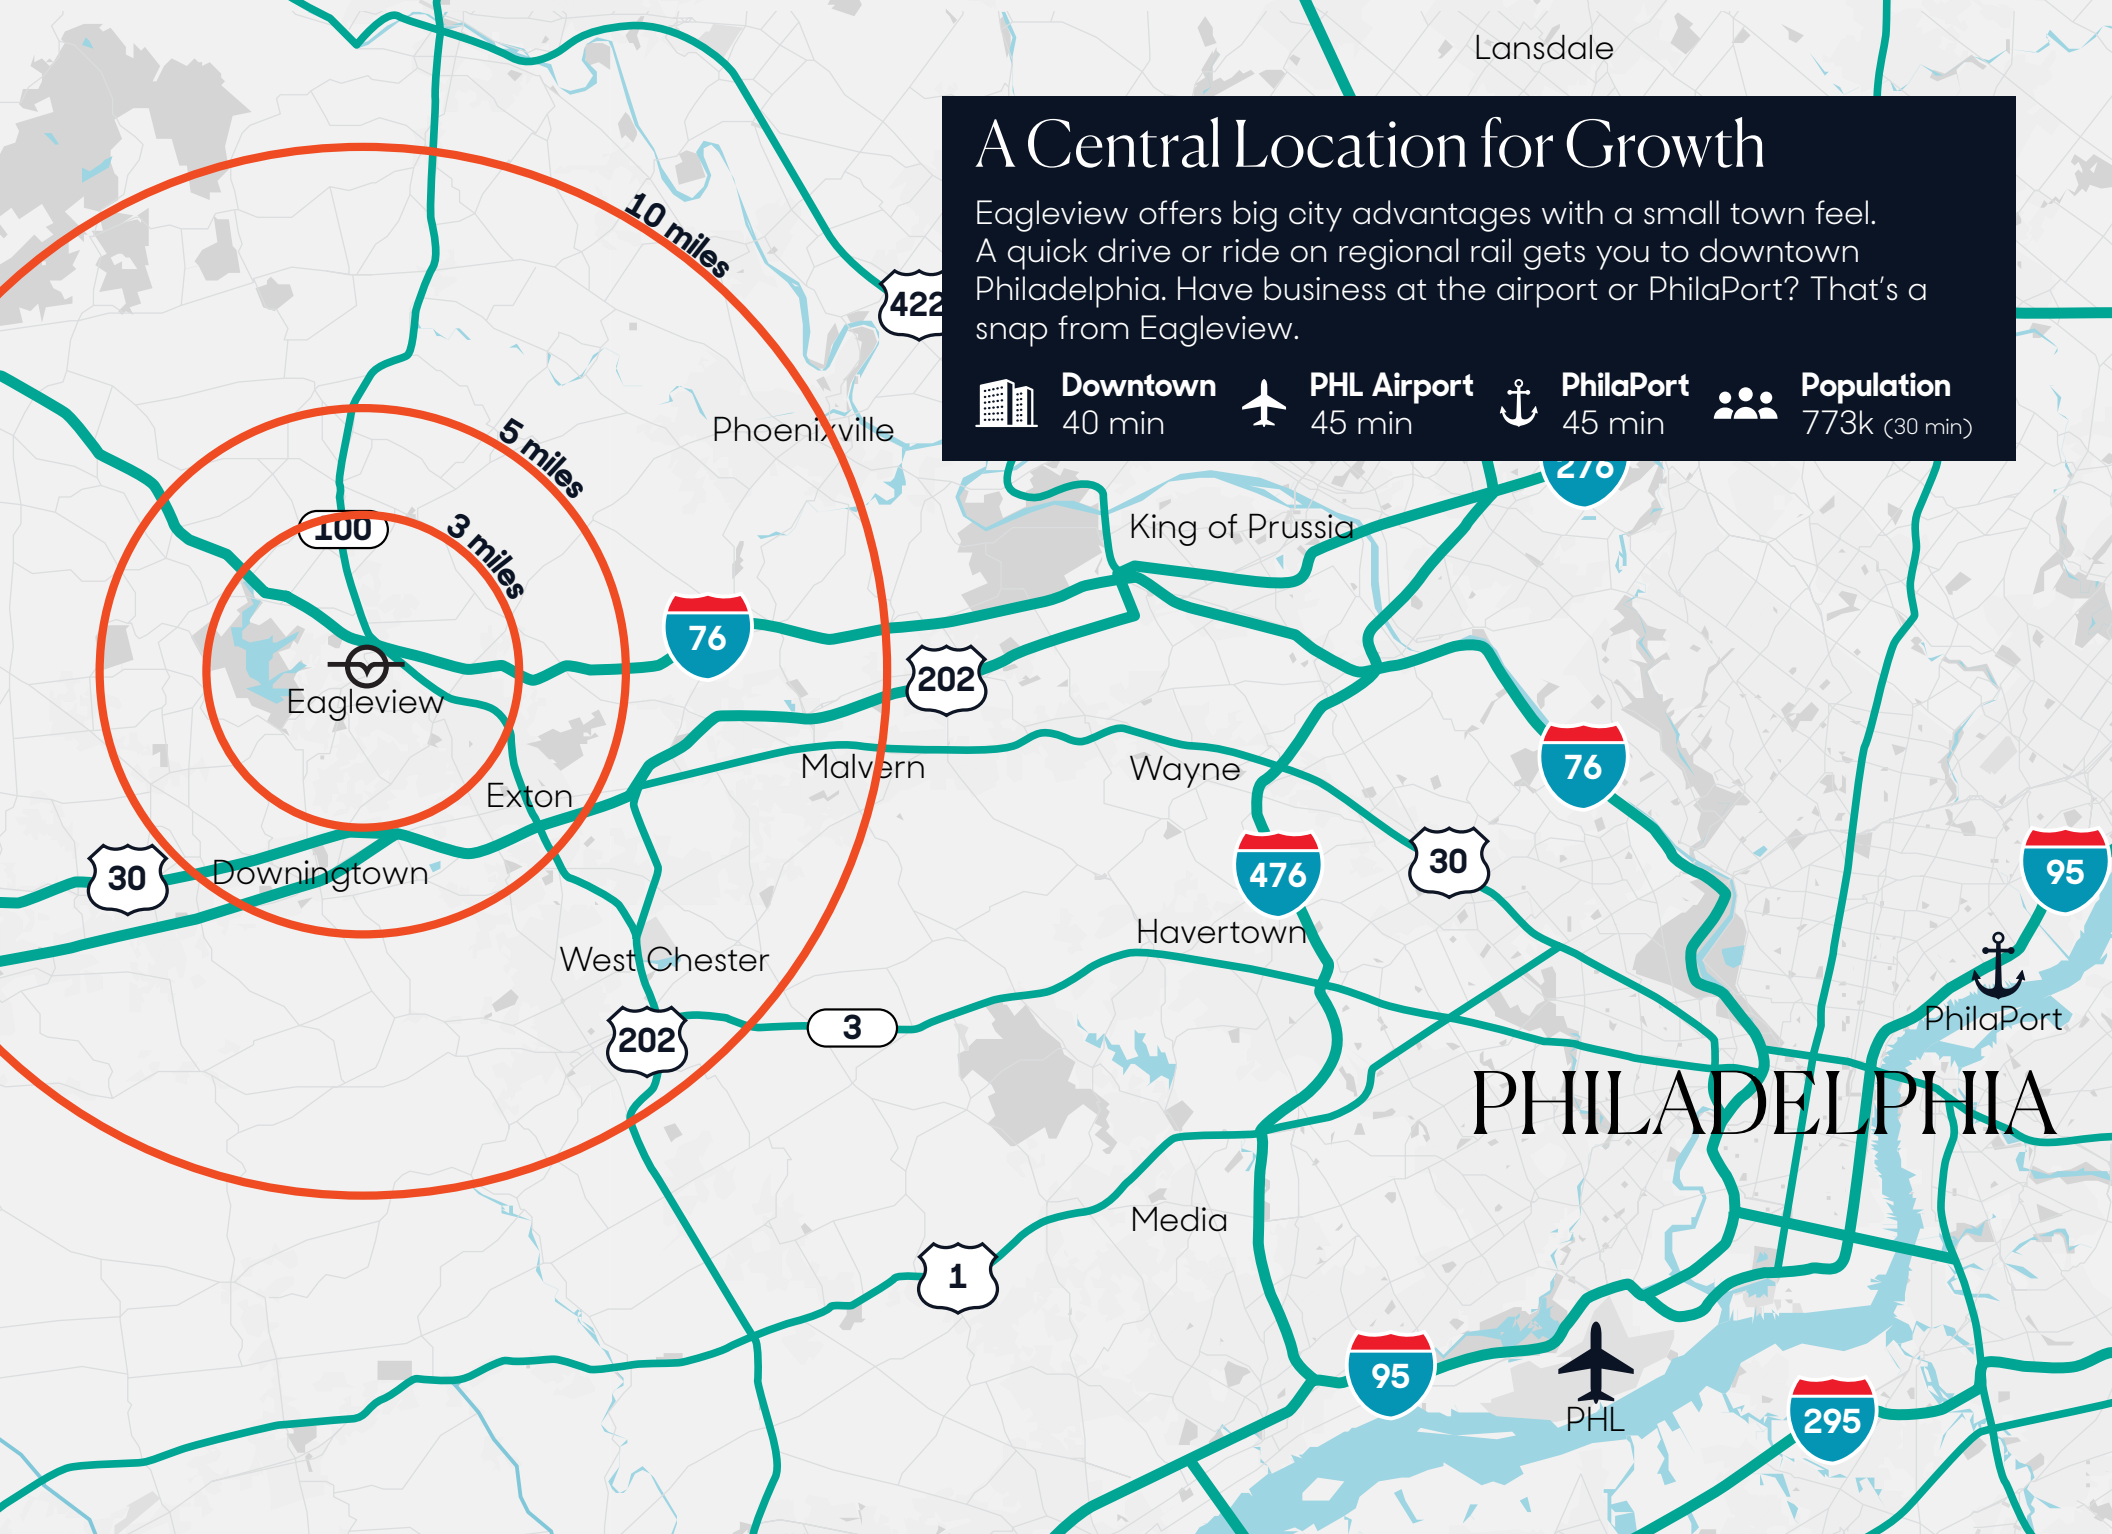 Lansdale
A Central Location for Growth
Eagleview offers big city advantages with a small town feel.
A quick drive or ride on regional rail gets you to downtown
Philadelphia. Have business at the airport or PhilaPort? That's a
snap from Eagleview.
Downtown
40 min
PHL Airport
45 min
PhilaPort
45 min
Population
773k (30 min)
10 miles
422
5 miles
Phoenixville
276
100
3 miles
King of Prussia
76
202
Eagleview
Exton
Malvern
Wayne
76
30
Downingtown
476
30
95
West Chester
Havertown
202
3
PhilaPort
PHILADELPHIA
Media
1
95
PHL
295